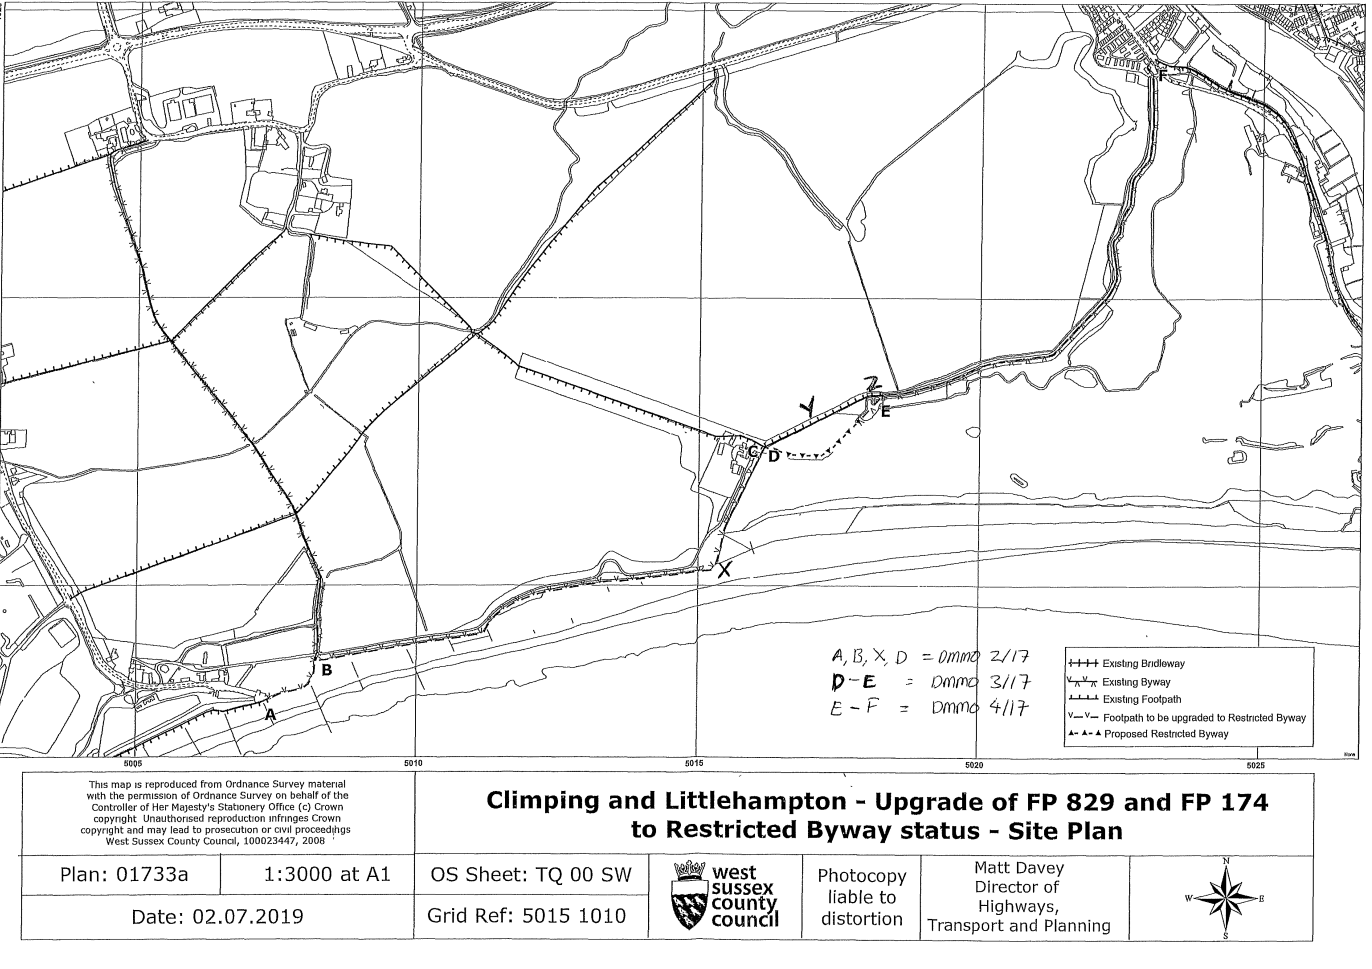 F
Z
Y
E
C
D
X
B
A
A, B, X, D = DMMO 2/17
D-E = DMMO 3/17
E-F = DMMO 4/17
Existing Bridleway
Existing Byway
Existing Footpath
Footpath to be upgraded to Restricted Byway
Proposed Restricted Byway
5005
5010
5015
5020
5025
This map is reproduced from Ordnance Survey material
with the permission of Ordnance Survey on behalf of the
Controller of Her Majesty's Stationery Office (c) Crown
copyright Unauthorised reproduction infringes Crown
copyright and may lead to prosecution or civil proceedings
West Sussex County Council, 100023447, 2008
Climping and Littlehampton - Upgrade of FP 829 and FP 174
to Restricted Byway status - Site Plan
Plan: 01733a
1:3000 at A1
Date: 02.07.2019
OS Sheet: TQ 00 SW
Grid Ref: 5015 1010
west
sussex
county
council
Photocopy
liable to
distortion
Matt Davey
Director of
Highways,
Transport and Planning
N
W
E
S